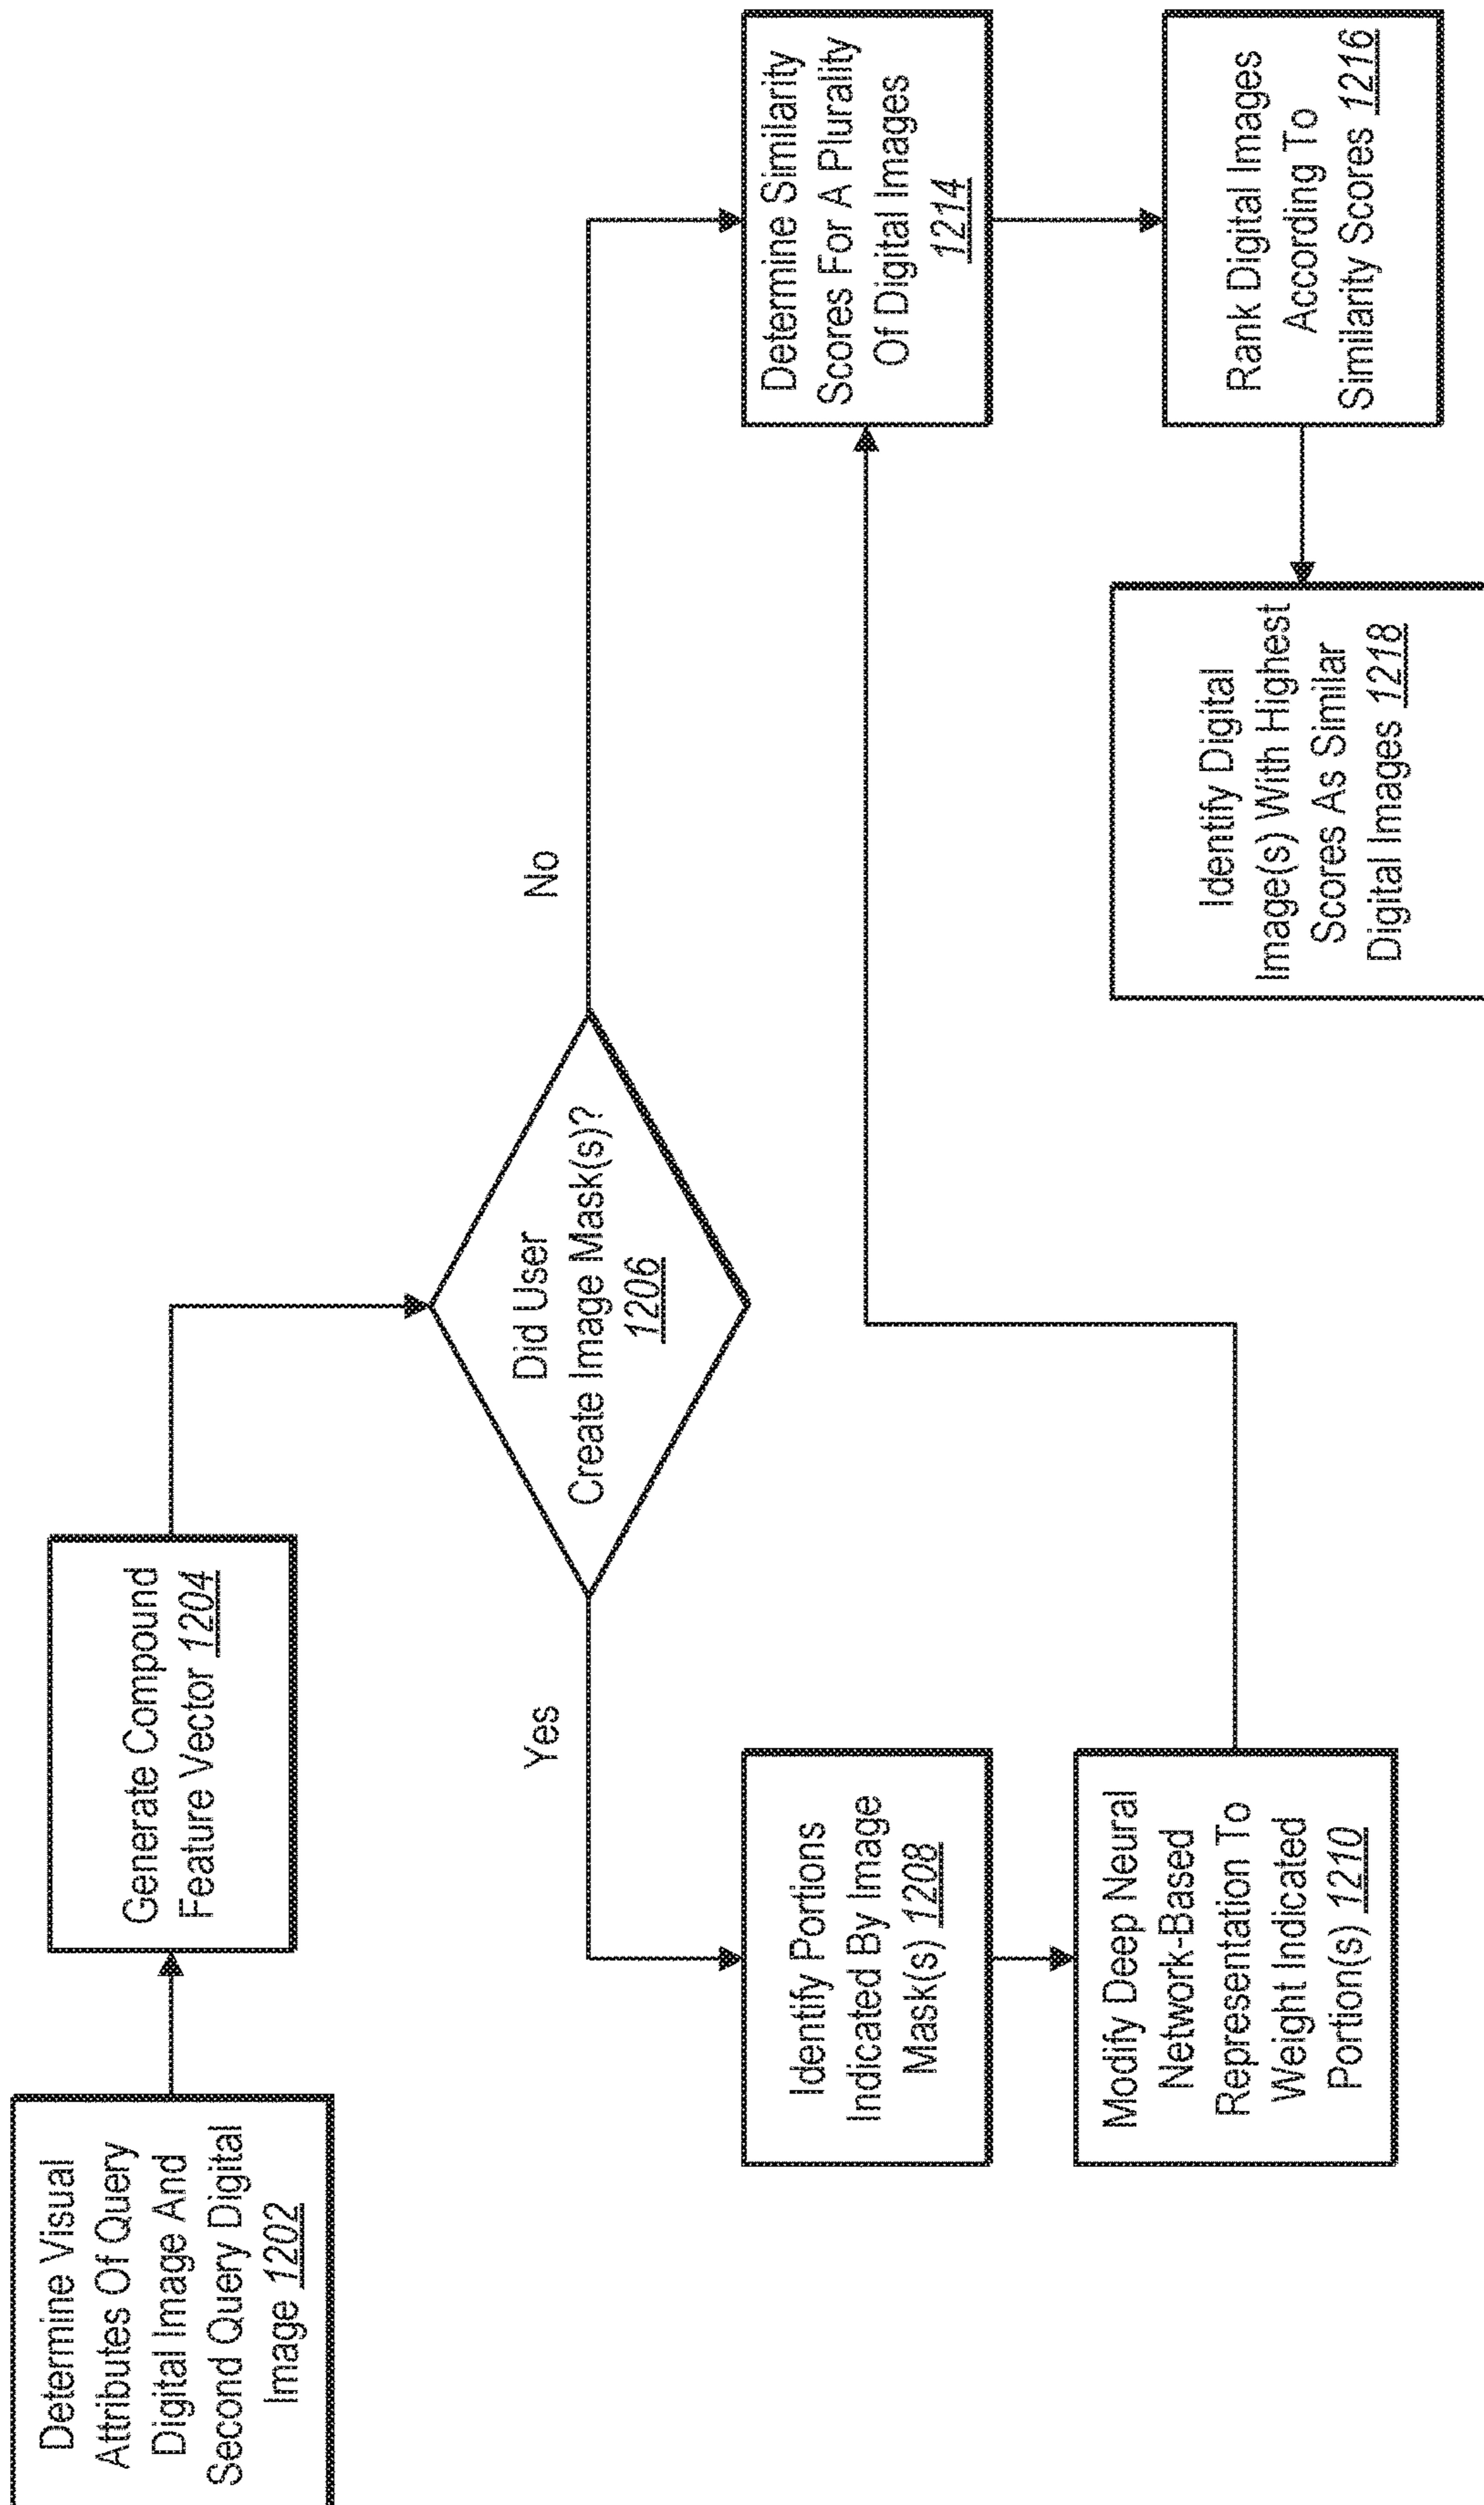 Determine Visual
Attributes Of Query
Digital Image And
Second Query Digital
Image 1202
Generate Compound
Feature Vector 1204
Did User
Create Image Mask(s)?
1206
Yes
No
Identify Portions
Indicated By Image
Mask(s) 1208
Modify Deep Neural
Network-Based
Representation To
Weight Indicated
Portion(s) 1210
Determine Similarity
Scores For A Plurality
Of Digital Images
1214
Rank Digital Images
According To
Similarity Scores 1216
Identify Digital
Image(s) With Highest
Scores As Similar
Digital Images 1218